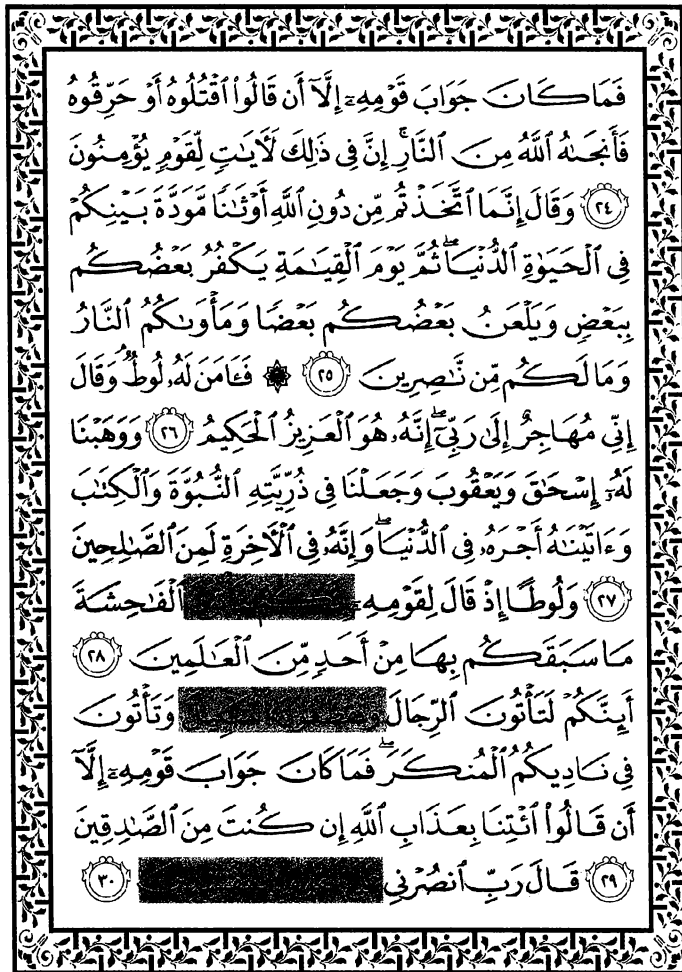 فَمَا كَانَ جَوَابَ قَوْمِهِۦٓ إِلَّآ أَن قَالُوا۟ ٱقْتُلُوهُ أَوْ حَرِّقُوهُ
فَأَنجَىٰهُ ٱللَّهُ مِنَ ٱلنَّارِ ۚ إِنَّ فِى ذَٰلِكَ لَـَٔايَـٰتٍ لِّقَوْمٍ يُؤْمِنُونَ
٢٤ وَقَالَ إِنَّمَا ٱتَّخَذْتُم مِّن دُونِ ٱللَّهِ أَوْثَـٰنًا مَّوَدَّةَ بَيْنِكُمْ
فِى ٱلْحَيَوٰةِ ٱلدُّنْيَا ۖ ثُمَّ يَوْمَ ٱلْقِيَـٰمَةِ يَكْفُرُ بَعْضُكُم
بِبَعْضٍ وَيَلْعَنُ بَعْضُكُم بَعْضًا وَمَأْوَىٰكُمُ ٱلنَّارُ
وَمَا لَكُم مِّن نَّـٰصِرِينَ ٢٥ ۞ فَـَٔامَنَ لَهُۥ لُوطٌ ۘ وَقَالَ
إِنِّى مُهَاجِرٌ إِلَىٰ رَبِّىٓ ۖ إِنَّهُۥ هُوَ ٱلْعَزِيزُ ٱلْحَكِيمُ ٢٦ وَوَهَبْنَا
لَهُۥٓ إِسْحَـٰقَ وَيَعْقُوبَ وَجَعَلْنَا فِى ذُرِّيَّتِهِ ٱلنُّبُوَّةَ وَٱلْكِتَـٰبَ
وَءَاتَيْنَـٰهُ أَجْرَهُۥ فِى ٱلدُّنْيَا ۖ وَإِنَّهُۥ فِى ٱلْـَٔاخِرَةِ لَمِنَ ٱلصَّـٰلِحِينَ
٢٧ وَلُوطًا إِذْ قَالَ لِقَوْمِهِۦٓ ٱلْفَـٰحِشَةَ
مَا سَبَقَكُم بِهَا مِنْ أَحَدٍ مِّنَ ٱلْعَـٰلَمِينَ ٢٨
أَئِنَّكُمْ لَتَأْتُونَ ٱلرِّجَالَ وَتَأْتُونَ
فِى نَادِيكُمُ ٱلْمُنكَرَ ۖ فَمَا كَانَ جَوَابَ قَوْمِهِۦٓ إِلَّآ
أَن قَالُوا۟ ٱئْتِنَا بِعَذَابِ ٱللَّهِ إِن كُنتَ مِنَ ٱلصَّـٰدِقِينَ
٢٩ قَالَ رَبِّ ٱنصُرْنِى ٣٠